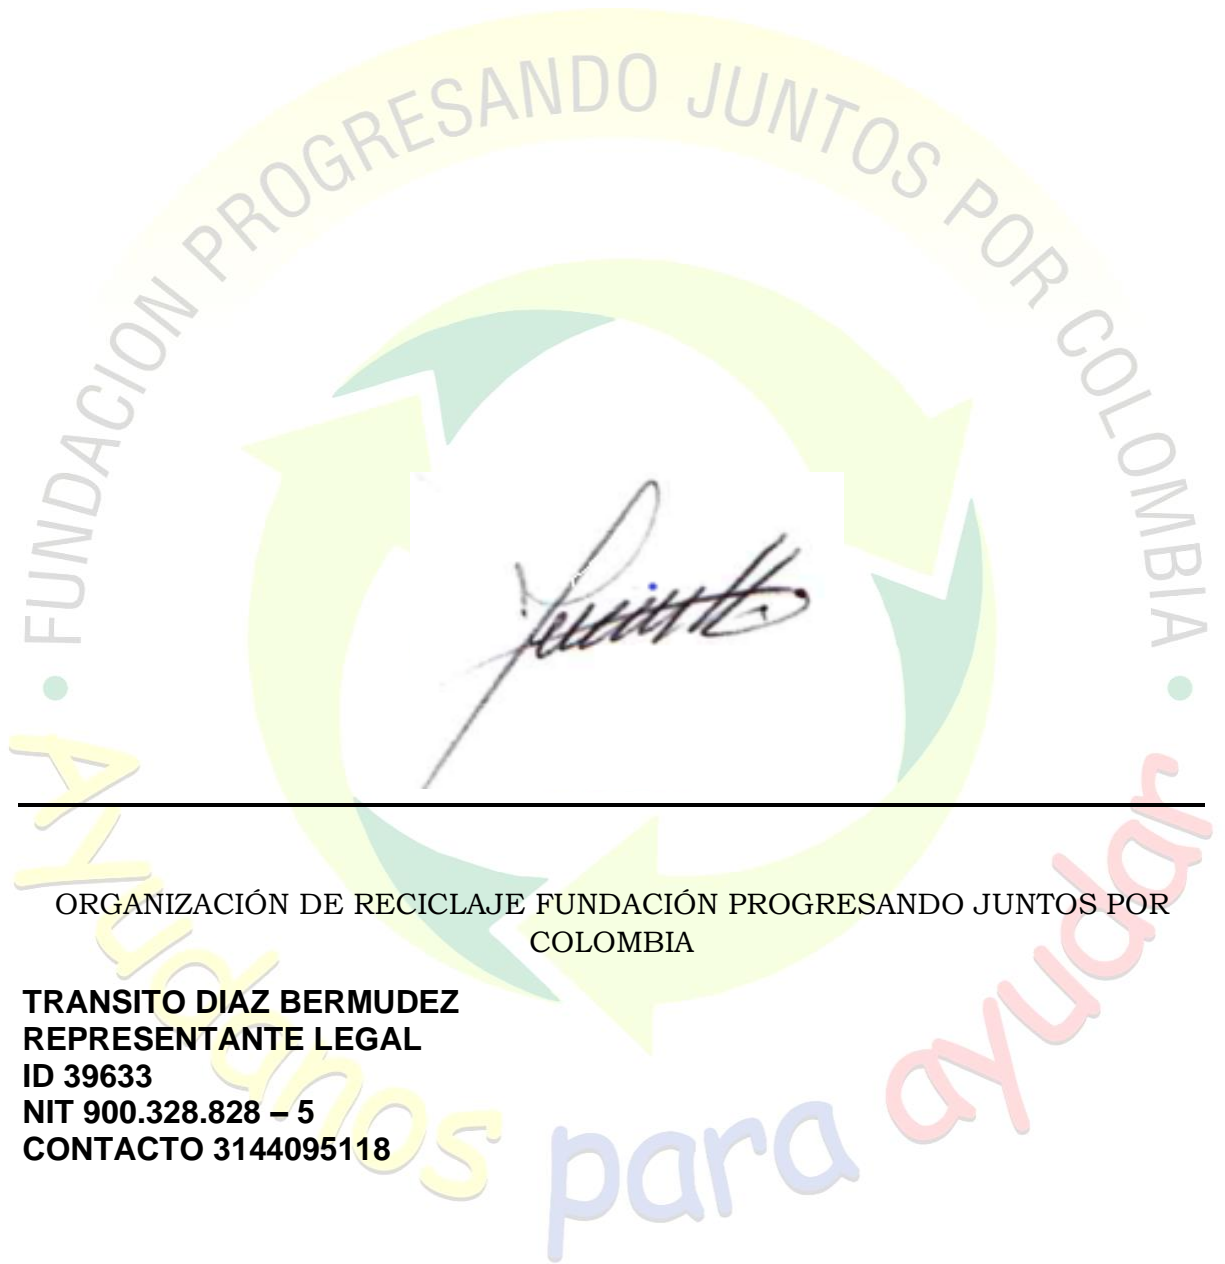 • FUNDACION PROGRESANDO JUNTOS POR COLOMBIA •
ORGANIZACIÓN DE RECICLAJE FUNDACIÓN PROGRESANDO JUNTOS POR
COLOMBIA
TRANSITO DIAZ BERMUDEZ
REPRESENTANTE LEGAL
ID 39633
NIT 900.328.828 – 5
CONTACTO 3144095118
Ayudanos para ayudar